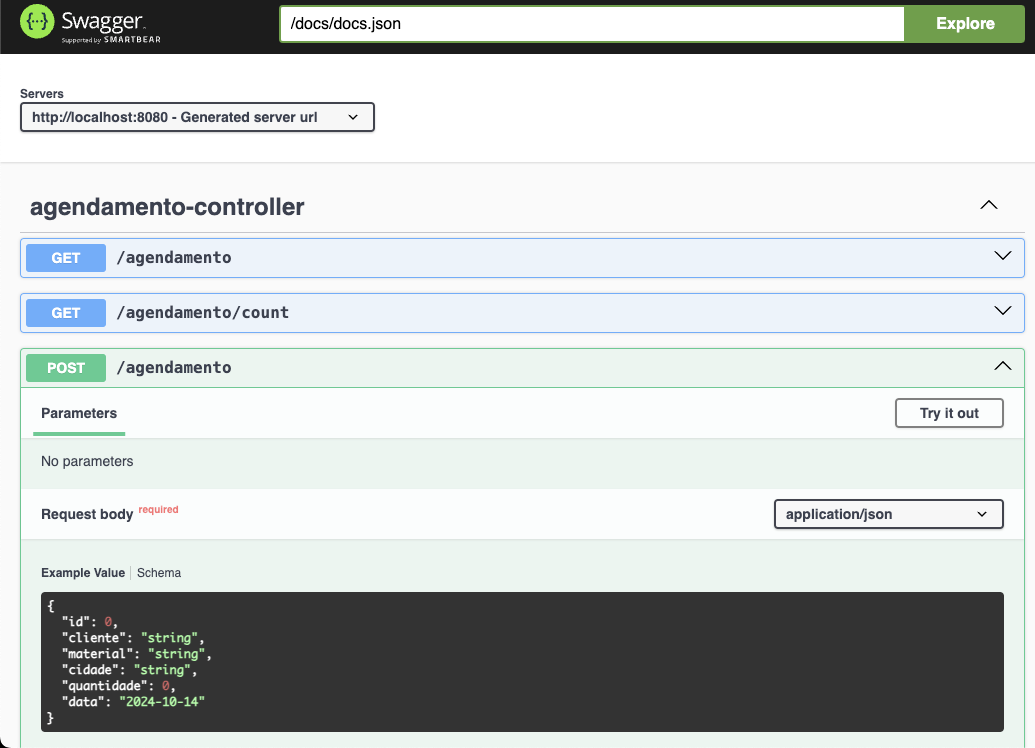 {...} Swagger.
Supported by SMARTBEAR
/docs/docs.json
Explore
Servers
http://localhost:8080 - Generated server url
agendamento-controller
GET /agendamento
GET /agendamento/count
POST /agendamento
Parameters
Try it out
No parameters
Request body required
application/json
Example Value Schema
{
  "id": 0,
  "cliente": "string",
  "material": "string",
  "cidade": "string",
  "quantidade": 0,
  "data": "2024-10-14"
}